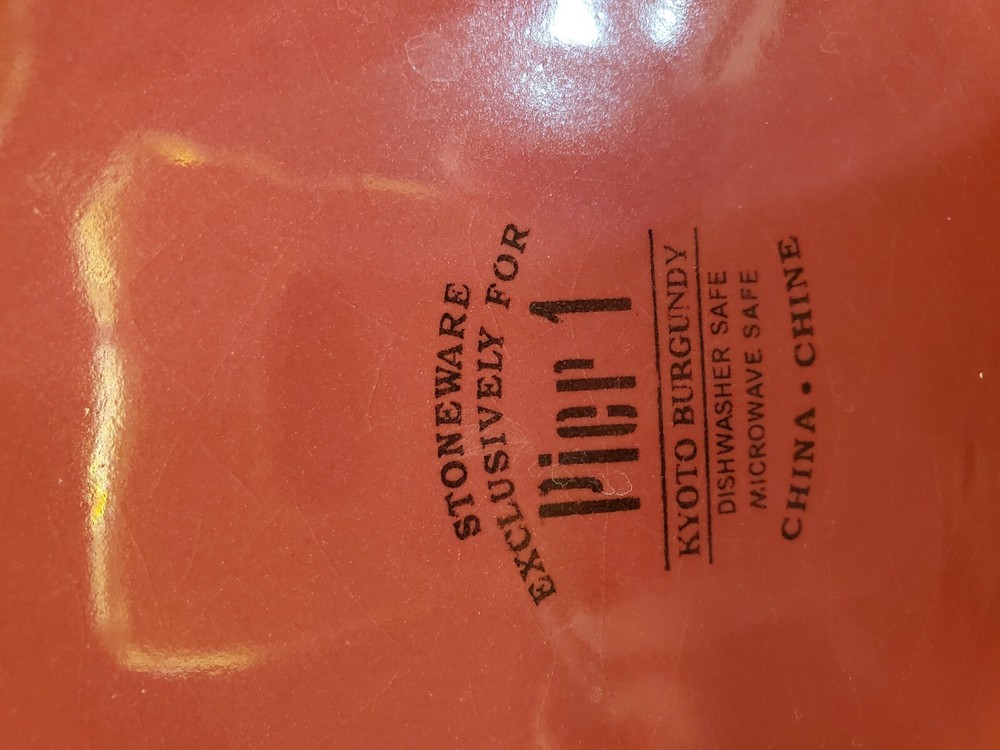 STONEWARE
EXCLUSIVELY FOR
Pier 1
KYOTO BURGUNDY
DISHWASHER SAFE
MICROWAVE SAFE
CHINA • CHINE